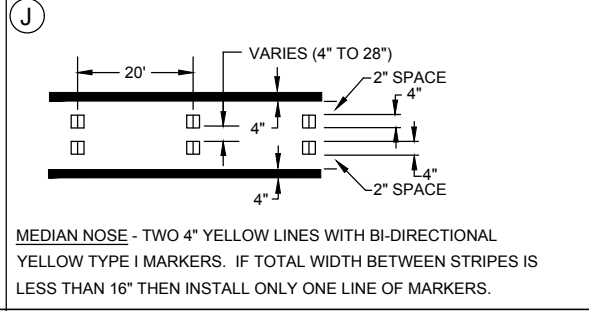 J
VARIES (4" TO 28")
20'
2" SPACE
4"
4"
4"
4"
2" SPACE
MEDIAN NOSE - TWO 4" YELLOW LINES WITH BI-DIRECTIONAL
YELLOW TYPE I MARKERS. IF TOTAL WIDTH BETWEEN STRIPES IS
LESS THAN 16" THEN INSTALL ONLY ONE LINE OF MARKERS.